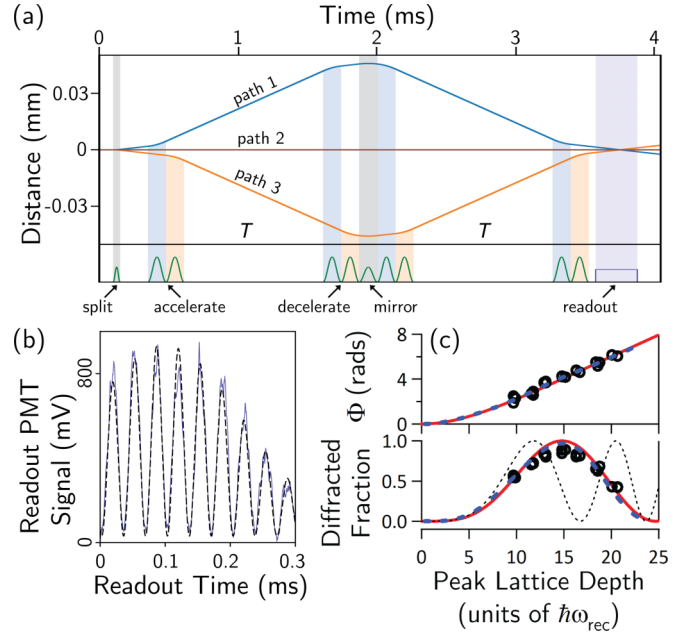 (a)
Time (ms)
0 1 2 3 4
Distance (mm)
0.03
0
-0.03
path 1
path 2
path 3
T T
split accelerate decelerate mirror readout
(b)
Readout PMT
Signal (mV)
800
0
0 0.1 0.2 0.3
Readout Time (ms)
(c)
Φ (rads)
8
4
0
Diffracted
Fraction
1.0
0.5
0.0
0 5 10 15 20 25
Peak Lattice Depth
(units of ħω_rec)